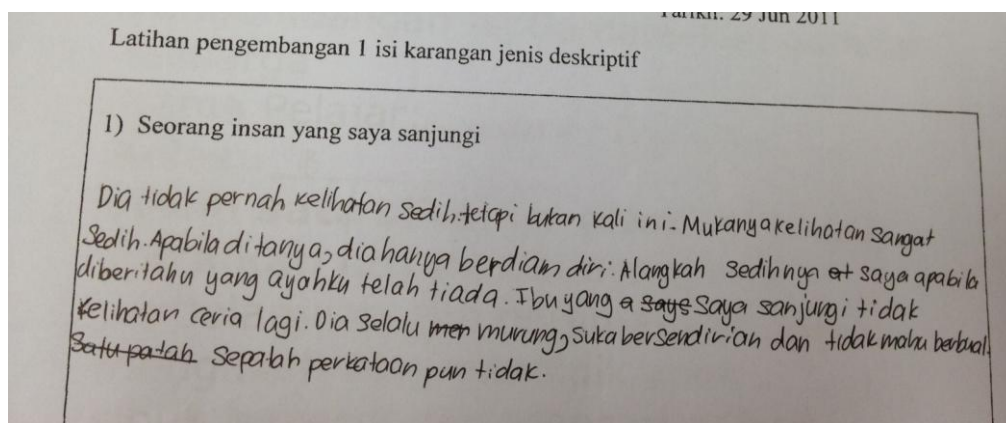 Tarikh: 29 Jun 2011
Latihan pengembangan 1 isi karangan jenis deskriptif
1) Seorang insan yang saya sanjungi
Dia tidak pernah kelihatan sedih.tetapi bukan kali ini. Mukanya kelihatan sangat
sedih. Apabila ditanya, dia hanya berdiam diri. Alangkah sedihnya at saya apabila
diberitahu yang ayahku telah tiada. Ibu yang a saya saya sanjungi tidak
kelihatan ceria lagi. Dia selalu men murung, suka bersendirian dan tidak mahu berbual.
Satu patah sepatah perkataan pun tidak.